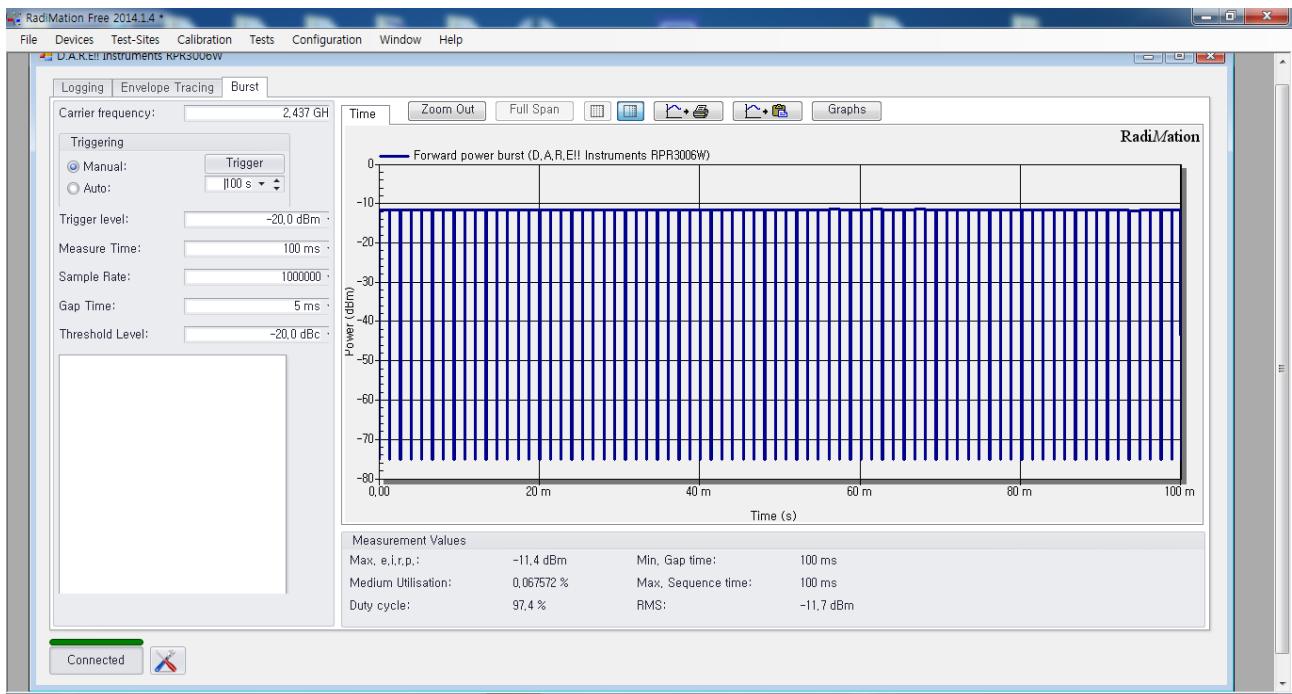 RadiMation Free 2014.1.4 *
File Devices Test-Sites Calibration Tests Configuration Window Help
D.A.R.E!! Instruments RPR3006W
Logging Envelope Tracing Burst
Carrier frequency: 2,437 GH
Triggering
Manual: Trigger
Auto: 100 s
Trigger level: -20,0 dBm
Measure Time: 100 ms
Sample Rate: 1000000
Gap Time: 5 ms
Threshold Level: -20,0 dBc
Time Zoom Out Full Span Graphs
RadiMation
Forward power burst (D,A,R,E!! Instruments RPR3006W)
0
-10
-20
-30
-40
-50
-60
-70
-80
Power (dBm)
0,00 20 m 40 m 60 m 80 m 100 m
Time (s)
Measurement Values
Max, e,i,r,p,: -11,4 dBm Min, Gap time: 100 ms
Medium Utilisation: 0,067572 % Max, Sequence time: 100 ms
Duty cycle: 97,4 % RMS: -11,7 dBm
Connected